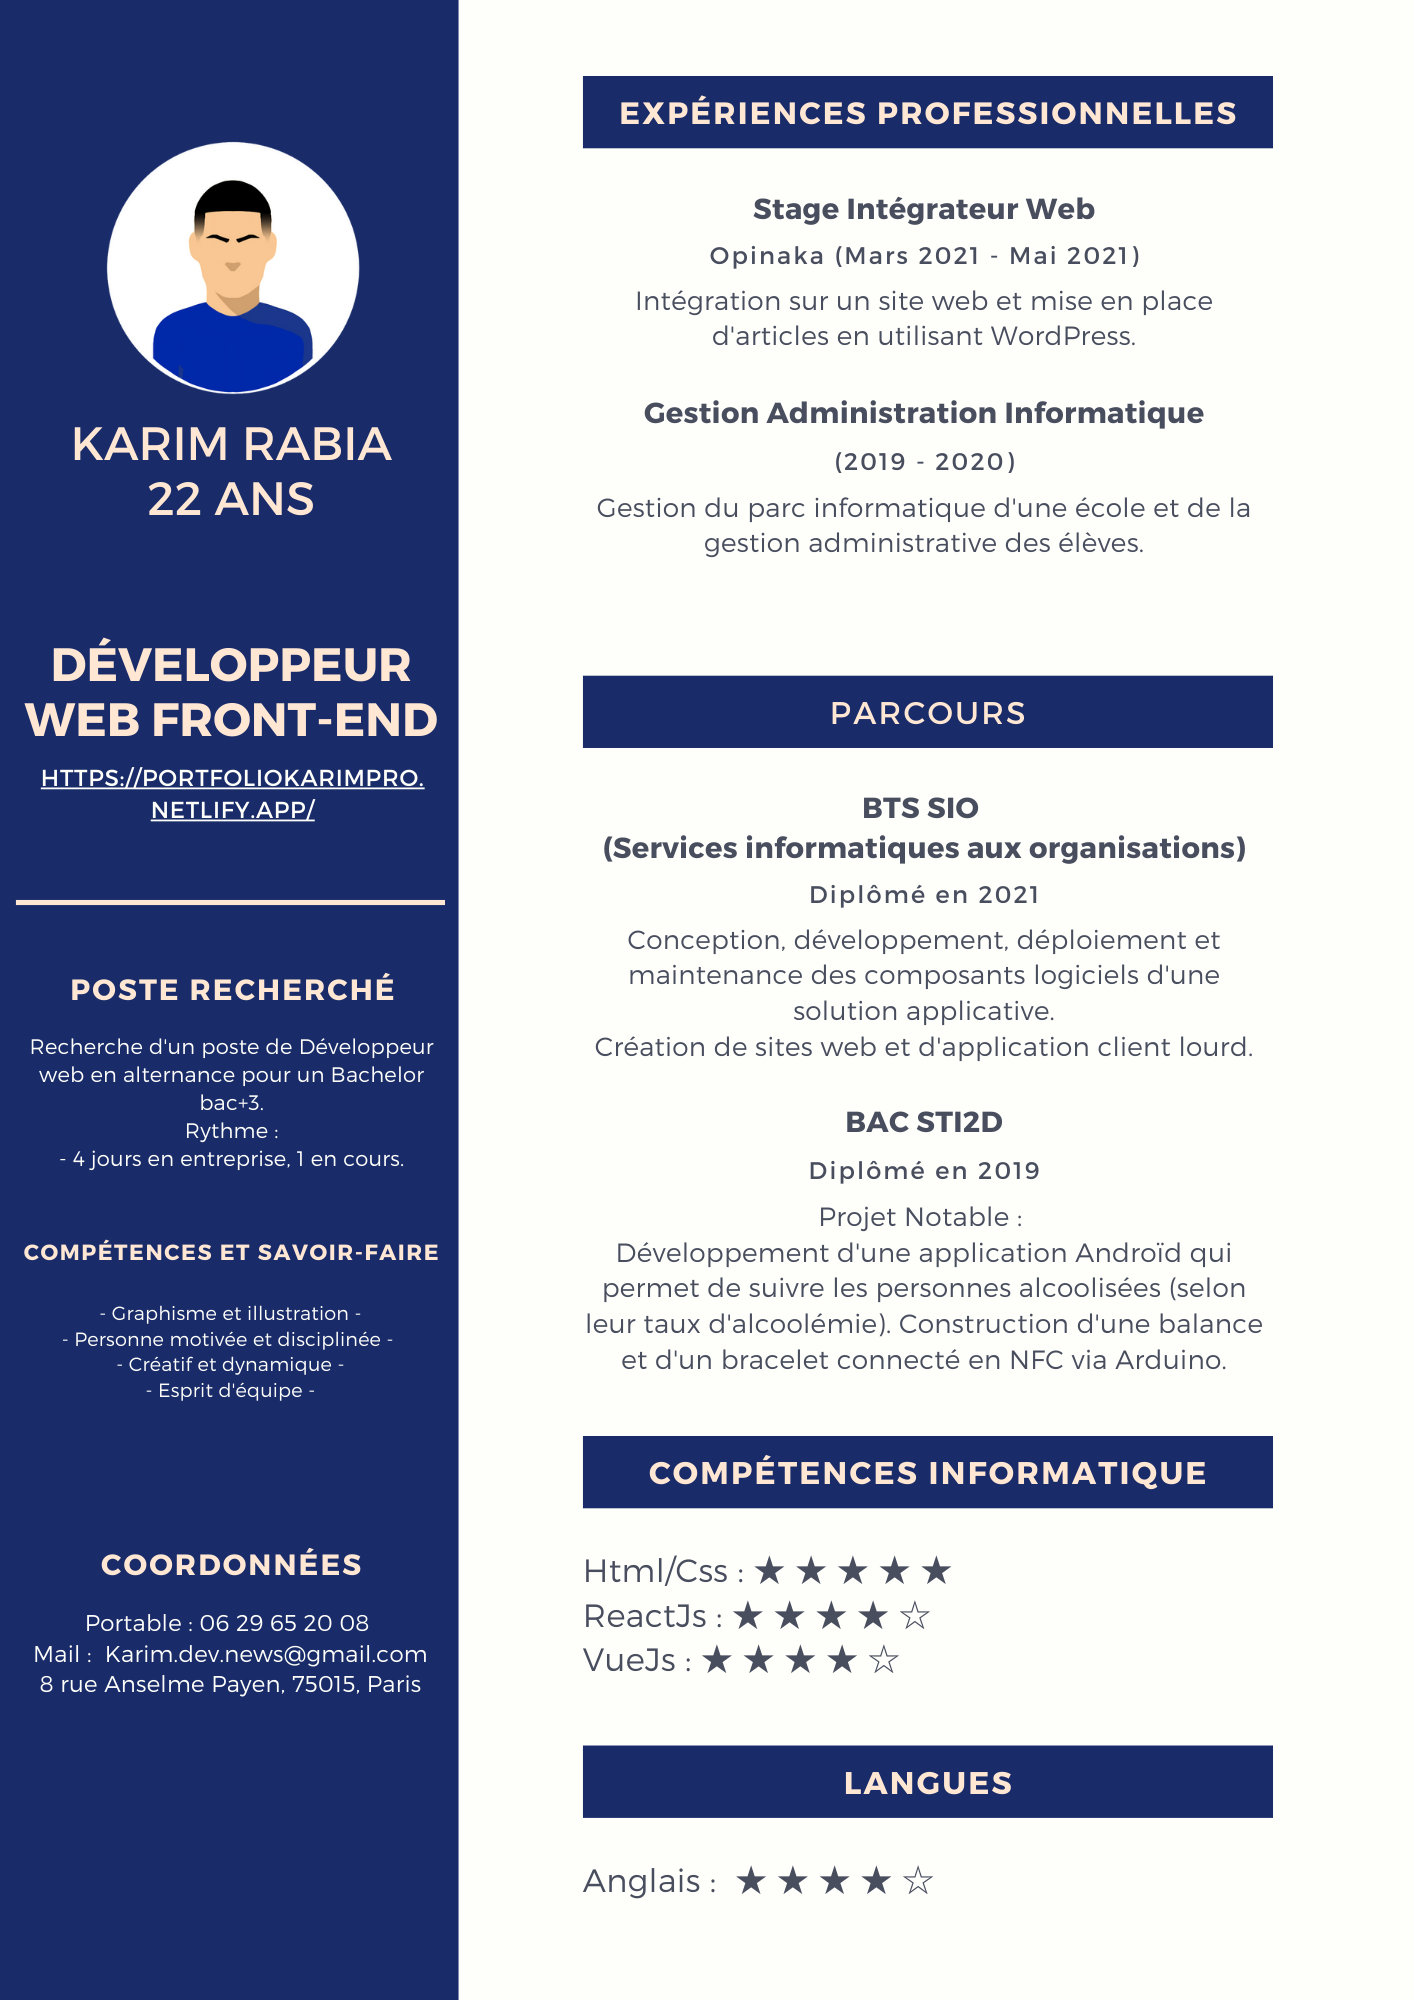 KARIM RABIA
22 ANS
DÉVELOPPEUR
WEB FRONT-END
HTTPS://PORTFOLIOKARIMPRO.
NETLIFY.APP/
POSTE RECHERCHÉ
Recherche d'un poste de Développeur
web en alternance pour un Bachelor
bac+3.
Rythme :
- 4 jours en entreprise, 1 en cours.
COMPÉTENCES ET SAVOIR-FAIRE
- Graphisme et illustration -
- Personne motivée et disciplinée -
- Créatif et dynamique -
- Esprit d'équipe -
COORDONNÉES
Portable : 06 29 65 20 08
Mail :  Karim.dev.news@gmail.com
8 rue Anselme Payen, 75015, Paris
EXPÉRIENCES PROFESSIONNELLES
Stage Intégrateur Web
Opinaka (Mars 2021 - Mai 2021)
Intégration sur un site web et mise en place
d'articles en utilisant WordPress.
Gestion Administration Informatique
(2019 - 2020)
Gestion du parc informatique d'une école et de la
gestion administrative des élèves.
PARCOURS
BTS SIO
(Services informatiques aux organisations)
Diplômé en 2021
Conception, développement, déploiement et
maintenance des composants logiciels d'une
solution applicative.
Création de sites web et d'application client lourd.
BAC STI2D
Diplômé en 2019
Projet Notable :
Développement d'une application Androïd qui
permet de suivre les personnes alcoolisées (selon
leur taux d'alcoolémie). Construction d'une balance
et d'un bracelet connecté en NFC via Arduino.
COMPÉTENCES INFORMATIQUE
Html/Css : ★ ★ ★ ★ ★
ReactJs : ★ ★ ★ ★ ☆
VueJs : ★ ★ ★ ★ ☆
LANGUES
Anglais :  ★ ★ ★ ★ ☆